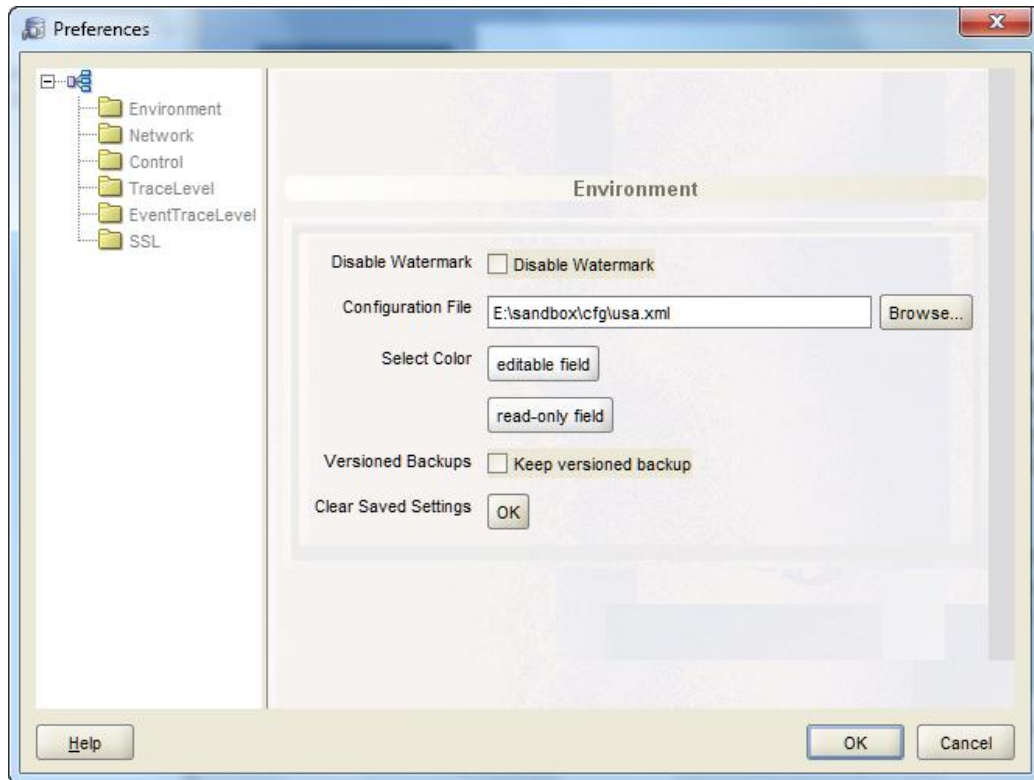 Preferences
Environment
Network
Control
TraceLevel
EventTraceLevel
SSL
Environment
Disable Watermark Disable Watermark
Configuration File E:\sandbox\cfg\usa.xml Browse...
Select Color editable field
read-only field
Versioned Backups Keep versioned backup
Clear Saved Settings OK
Help OK Cancel